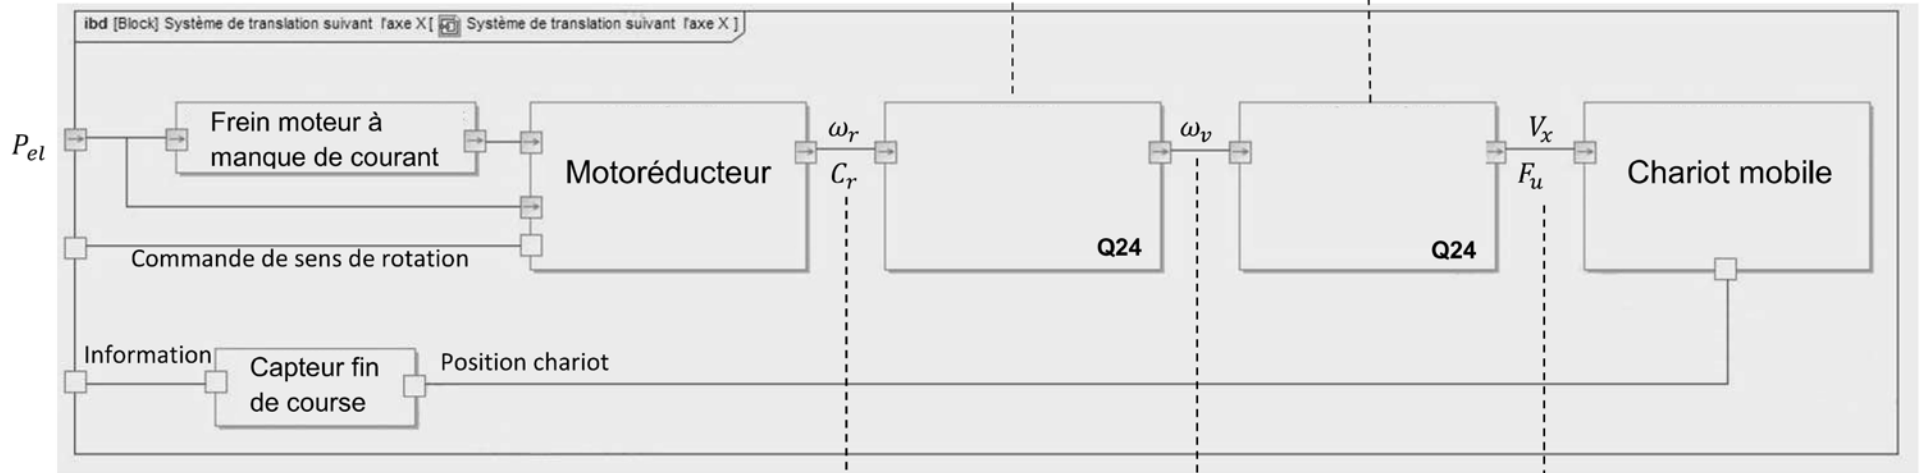 ibd [Block] Système de translation suivant l'axe X [ Système de translation suivant l'axe X ]
P_el
Frein moteur à
manque de courant
Motoréducteur
ω_r
C_r
Q24
ω_v
Q24
V_x
F_u
Chariot mobile
Commande de sens de rotation
Information
Capteur fin
de course
Position chariot